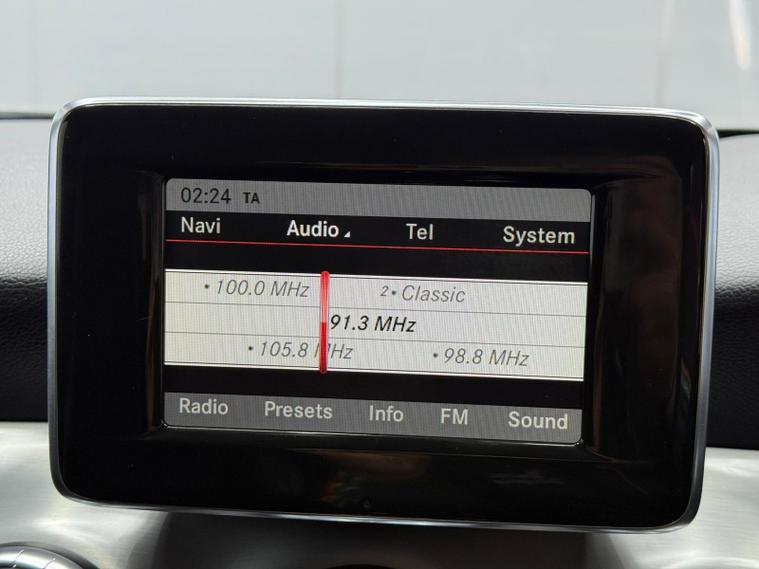 02:24 TA
Navi Audio Tel System
• 100.0 MHz 2• Classic
91.3 MHz
• 105.8 MHz • 98.8 MHz
Radio Presets Info FM Sound